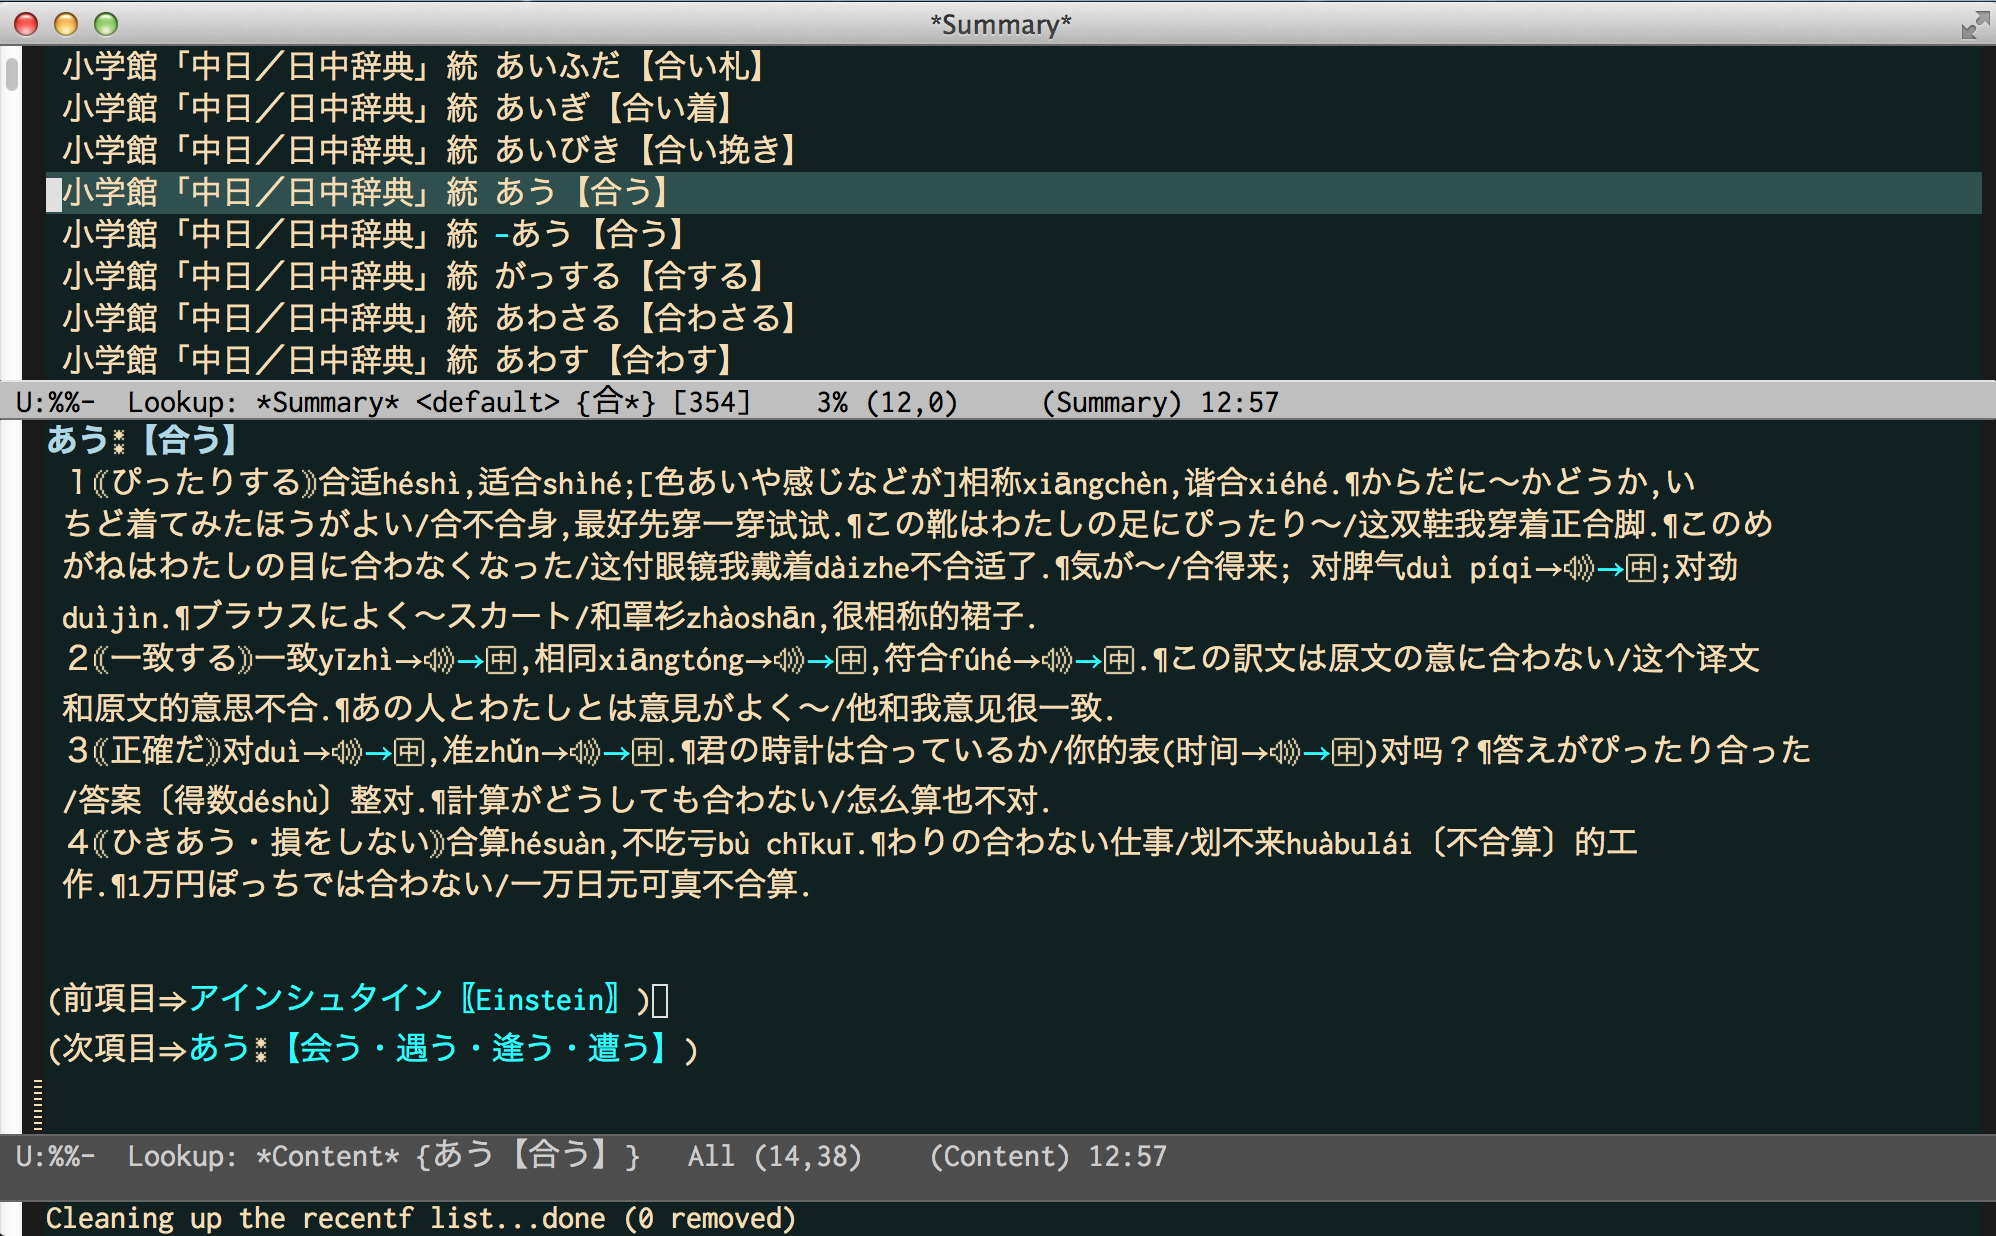 *Summary*
小学館「中日／日中辞典」統 あいふだ【合い札】
小学館「中日／日中辞典」統 あいぎ【合い着】
小学館「中日／日中辞典」統 あいびき【合い挽き】
小学館「中日／日中辞典」統 あう【合う】
小学館「中日／日中辞典」統 -あう【合う】
小学館「中日／日中辞典」統 がっする【合する】
小学館「中日／日中辞典」統 あわさる【合わさる】
小学館「中日／日中辞典」統 あわす【合わす】
U:%%-  Lookup: *Summary* <default> {合*} [354]    3% (12,0)     (Summary) 12:57
あう⁑【合う】
１⦅ぴったりする⦆合适héshì,适合shìhé;[色あいや感じなどが]相称xiāngchèn,谐合xiéhé.¶からだに〜かどうか,い
ちど着てみたほうがよい/合不合身,最好先穿一穿试试.¶この靴はわたしの足にぴったり〜/这双鞋我穿着正合脚.¶このめ
がねはわたしの目に合わなくなった/这付眼镜我戴着dàizhe不合适了.¶気が〜/合得来; 对脾气duì píqi→🔊→🀄;对劲
duìjìn.¶ブラウスによく〜スカート/和罩衫zhàoshān,很相称的裙子.
２⦅一致する⦆一致yīzhì→🔊→🀄,相同xiāngtóng→🔊→🀄,符合fúhé→🔊→🀄.¶この訳文は原文の意に合わない/这个译文
和原文的意思不合.¶あの人とわたしとは意見がよく〜/他和我意见很一致.
３⦅正確だ⦆对duì→🔊→🀄,准zhǔn→🔊→🀄.¶君の時計は合っているか/你的表(时间→🔊→🀄)对吗？¶答えがぴったり合った
/答案〔得数déshù〕整对.¶計算がどうしても合わない/怎么算也不对.
４⦅ひきあう・損をしない⦆合算hésuàn,不吃亏bù chīkuī.¶わりの合わない仕事/划不来huàbulái〔不合算〕的工
作.¶1万円ぽっちでは合わない/一万日元可真不合算.
(前項目⇒アインシュタイン〖Einstein〗)
(次項目⇒あう⁑【会う・遇う・逢う・遭う】)
U:%%-  Lookup: *Content* {あう【合う】}   All (14,38)    (Content) 12:57
Cleaning up the recentf list...done (0 removed)